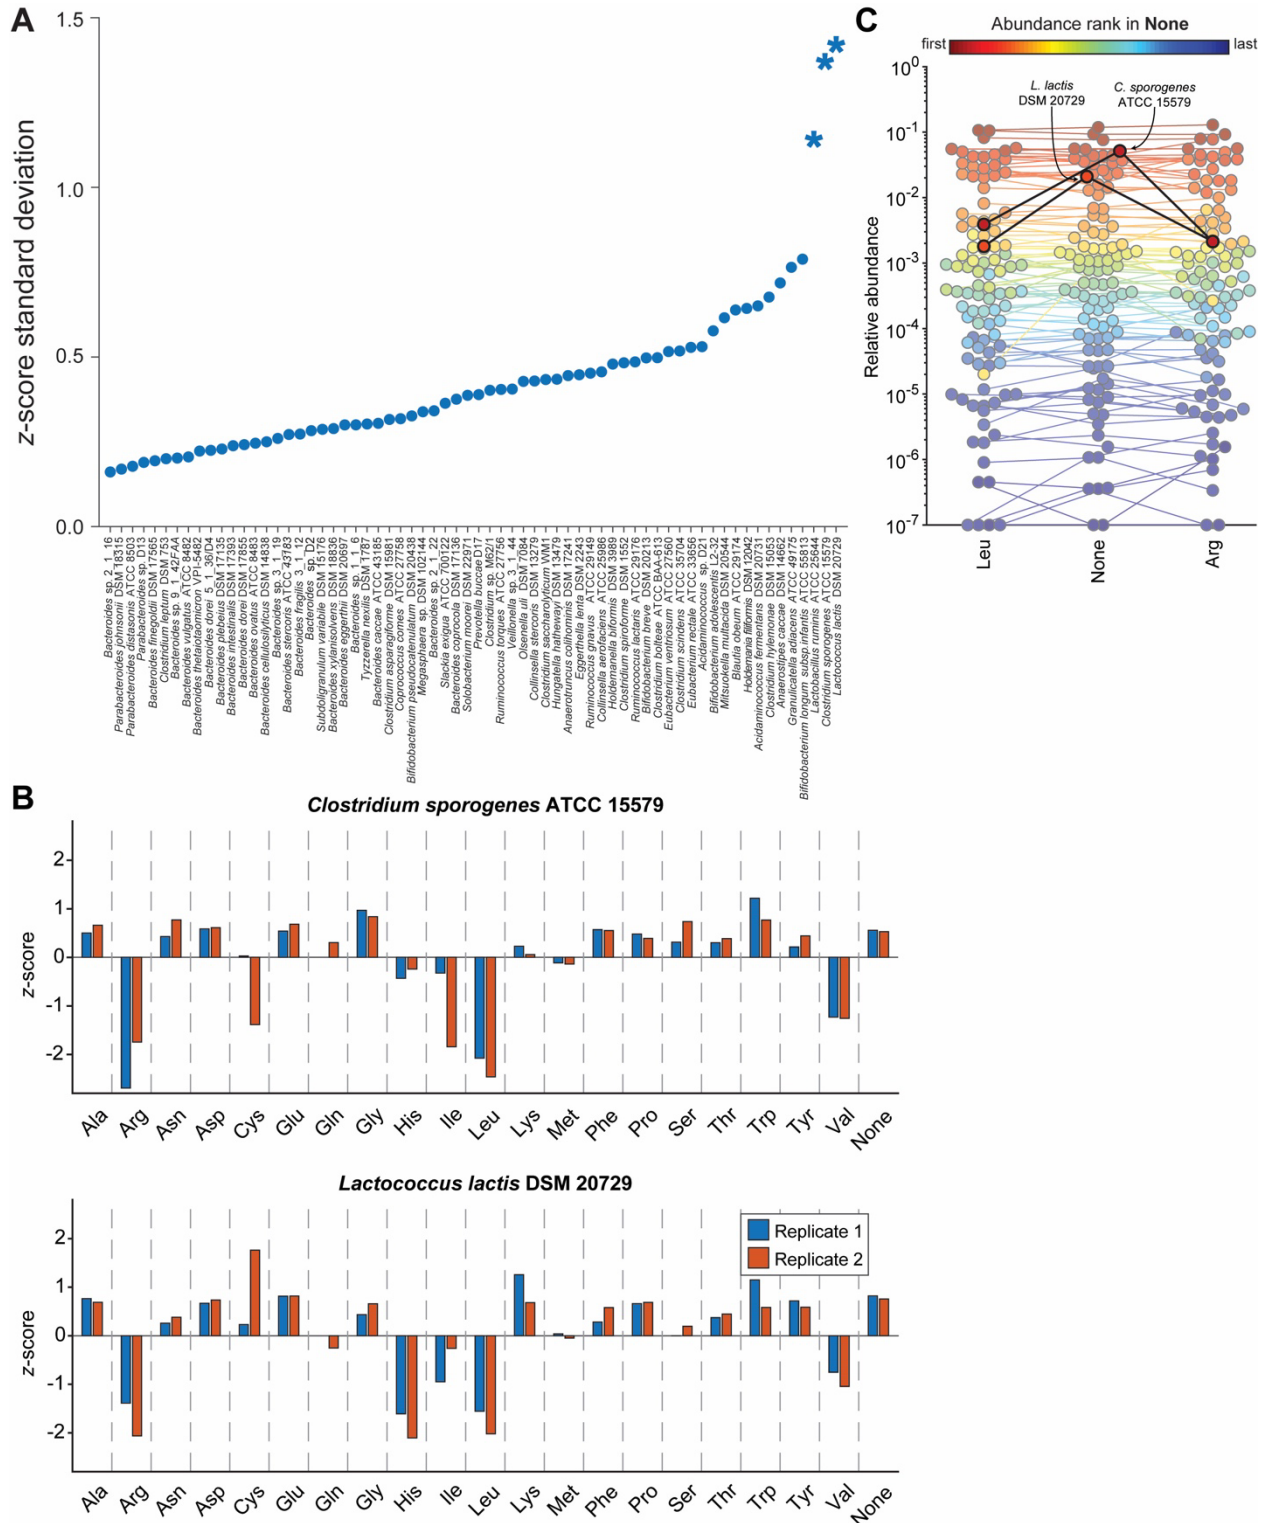 A
1.5
1.0
0.5
0.0
z-score standard deviation
Bacteroides sp. 2_1_16
Parabacteroides johnsonii DSM 18315
Parabacteroides distasonis ATCC 8503
Parabacteroides sp. D13
Bacteroides finegoldii DSM 17565
Clostridium leptum DSM 753
Bacteroides sp. 9_1_42FAA
Bacteroides vulgatus ATCC 8482
Bacteroides thetaiotaomicron VPI-5482
Bacteroides dorei 5_1_36/D4
Bacteroides plebeius DSM 17135
Bacteroides intestinalis DSM 17393
Bacteroides dorei DSM 17855
Bacteroides ovatus ATCC 8483
Bacteroides cellulosilyticus DSM 14838
Bacteroides sp. 3_1_19
Bacteroides stercoris ATCC 43183
Bacteroides fragilis 3_1_12
Bacteroides sp. D2
Subdoligranulum variabile DSM 15176
Bacteroides xylanisolvens DSM 18836
Bacteroides eggerthii DSM 20697
Bacteroides sp. 1_1_6
Tyzzerella nexilis DSM 1787
Bacteroides caccae ATCC 43185
Clostridium asparagiforme DSM 15981
Coprococcus comes ATCC 27758
Bifidobacterium pseudocatenulatum DSM 20438
Megasphaera sp. DSM 102144
Bacteroides sp. 1_1_22
Slackia exigua ATCC 700122
Bacteroides coprocola DSM 17136
Solobacterium moorei DSM 22971
Prevotella buccae D17
Clostridium sp. M62/1
Ruminococcus torques ATCC 27756
Veillonella sp. 3_1_44
Olsenella uli DSM 7084
Collinsella stercoris DSM 13279
Clostridium saccharolyticum WM1
Hungatella hathewayi DSM 13479
Anaerotruncus colihominis DSM 17241
Eggerthella lenta DSM 2243
Ruminococcus gnavus ATCC 29149
Collinsella aerofaciens ATCC 25986
Holdemanella biformis DSM 3989
Clostridium spiroforme DSM 1552
Ruminococcus lactaris ATCC 29176
Bifidobacterium breve DSM 20213
Clostridium bolteae ATCC BAA-613
Eubacterium ventriosum ATCC 27560
Clostridium scindens ATCC 35704
Eubacterium rectale ATCC 33656
Acidaminococcus sp. D21
Bifidobacterium adolescentis L2-32
Mitsuokella multacida DSM 20544
Blautia obeum ATCC 29174
Holdemania filiformis DSM 12042
Acidaminococcus fermentans DSM 20731
Clostridium hylemonae DSM 15053
Anaerostipes caccae DSM 14662
Granulicatella adiacens ATCC 49175
Bifidobacterium longum subsp. infantis ATCC 55813
Lactobacillus ruminis ATCC 25644
Clostridium sporogenes ATCC 15579
Lactococcus lactis DSM 20729
C
Abundance rank in None
first
last
L. lactis
DSM 20729
C. sporogenes
ATCC 15579
Relative abundance
10^0
10^-1
10^-2
10^-3
10^-4
10^-5
10^-6
10^-7
Leu
None
Arg
B
Clostridium sporogenes ATCC 15579
z-score
2
1
0
-1
-2
Ala Arg Asn Asp Cys Glu Gln Gly His Ile Leu Lys Met Phe Pro Ser Thr Trp Tyr Val None
Lactococcus lactis DSM 20729
z-score
2
1
0
-1
-2
Replicate 1
Replicate 2
Ala Arg Asn Asp Cys Glu Gln Gly His Ile Leu Lys Met Phe Pro Ser Thr Trp Tyr Val None